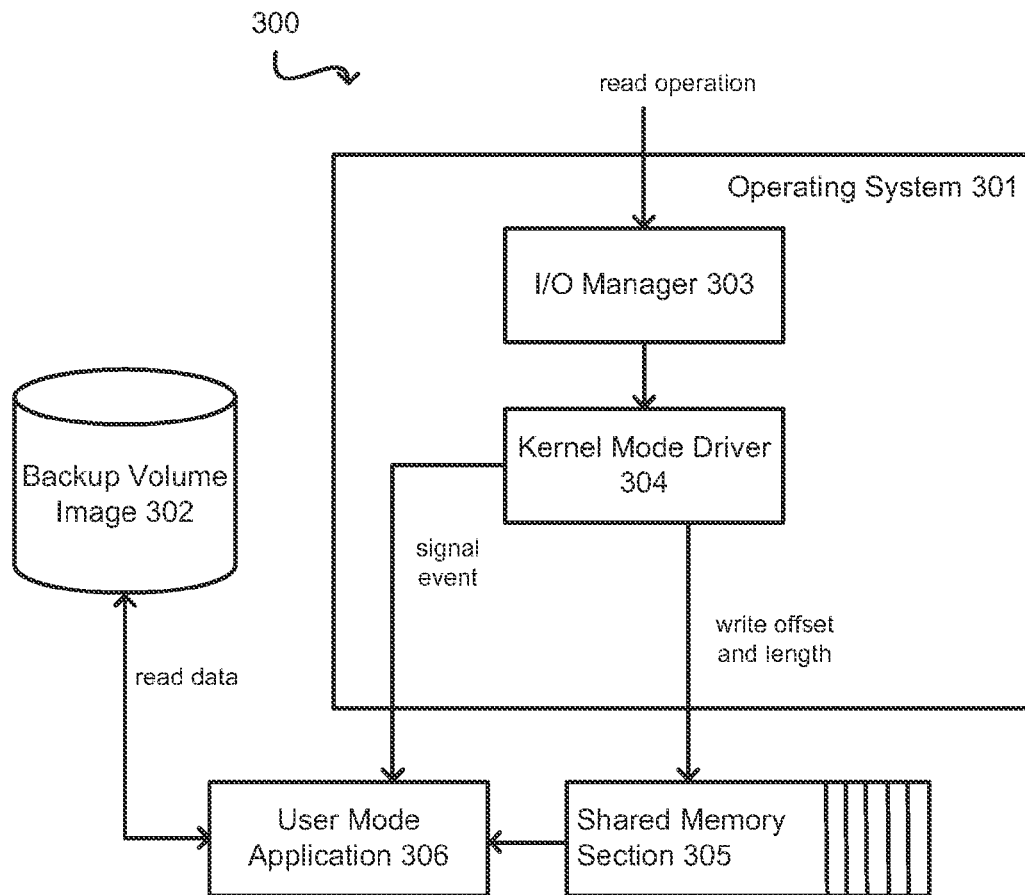 300
read operation
Operating System 301
I/O Manager 303
Kernel Mode Driver
304
Backup Volume
Image 302
signal
event
write offset
and length
read data
User Mode
Application 306
Shared Memory
Section 305